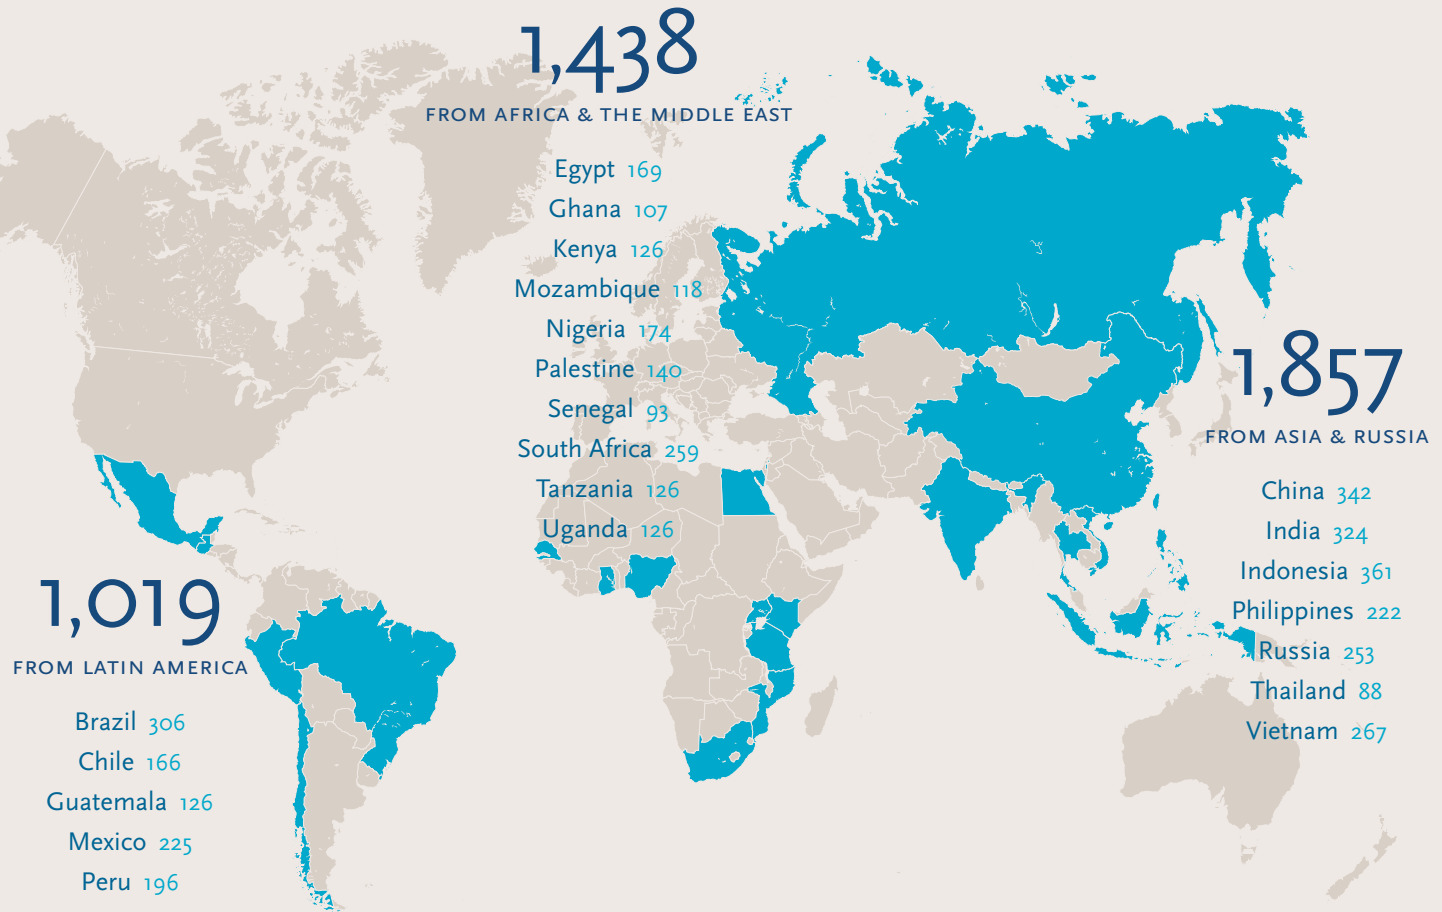 1,438
FROM AFRICA & THE MIDDLE EAST
Egypt 169
Ghana 107
Kenya 126
Mozambique 118
Nigeria 174
Palestine 140
Senegal 93
South Africa 259
Tanzania 126
Uganda 126
1,857
FROM ASIA & RUSSIA
China 342
India 324
Indonesia 361
Philippines 222
Russia 253
Thailand 88
Vietnam 267
1,019
FROM LATIN AMERICA
Brazil 306
Chile 166
Guatemala 126
Mexico 225
Peru 196